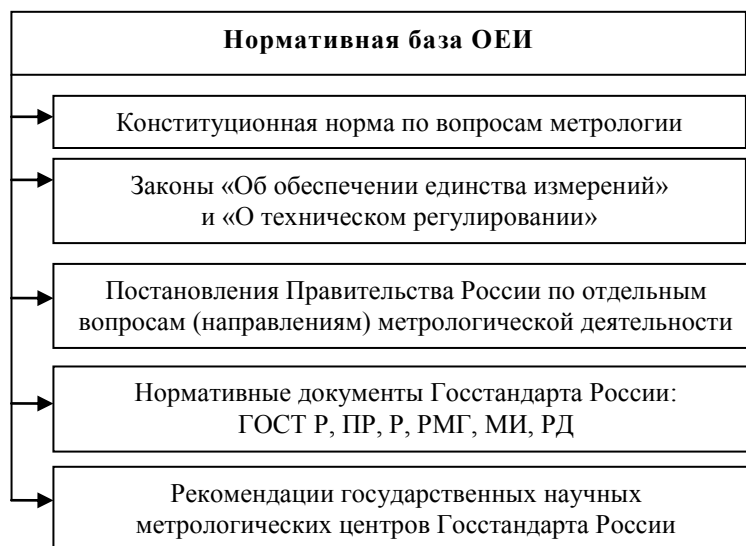 Нормативная база ОЕИ
Конституционная норма по вопросам метрологии
Законы «Об обеспечении единства измерений»
и «О техническом регулировании»
Постановления Правительства России по отдельным
вопросам (направлениям) метрологической деятельности
Нормативные документы Госстандарта России:
ГОСТ Р, ПР, Р, РМГ, МИ, РД
Рекомендации государственных научных
метрологических центров Госстандарта России